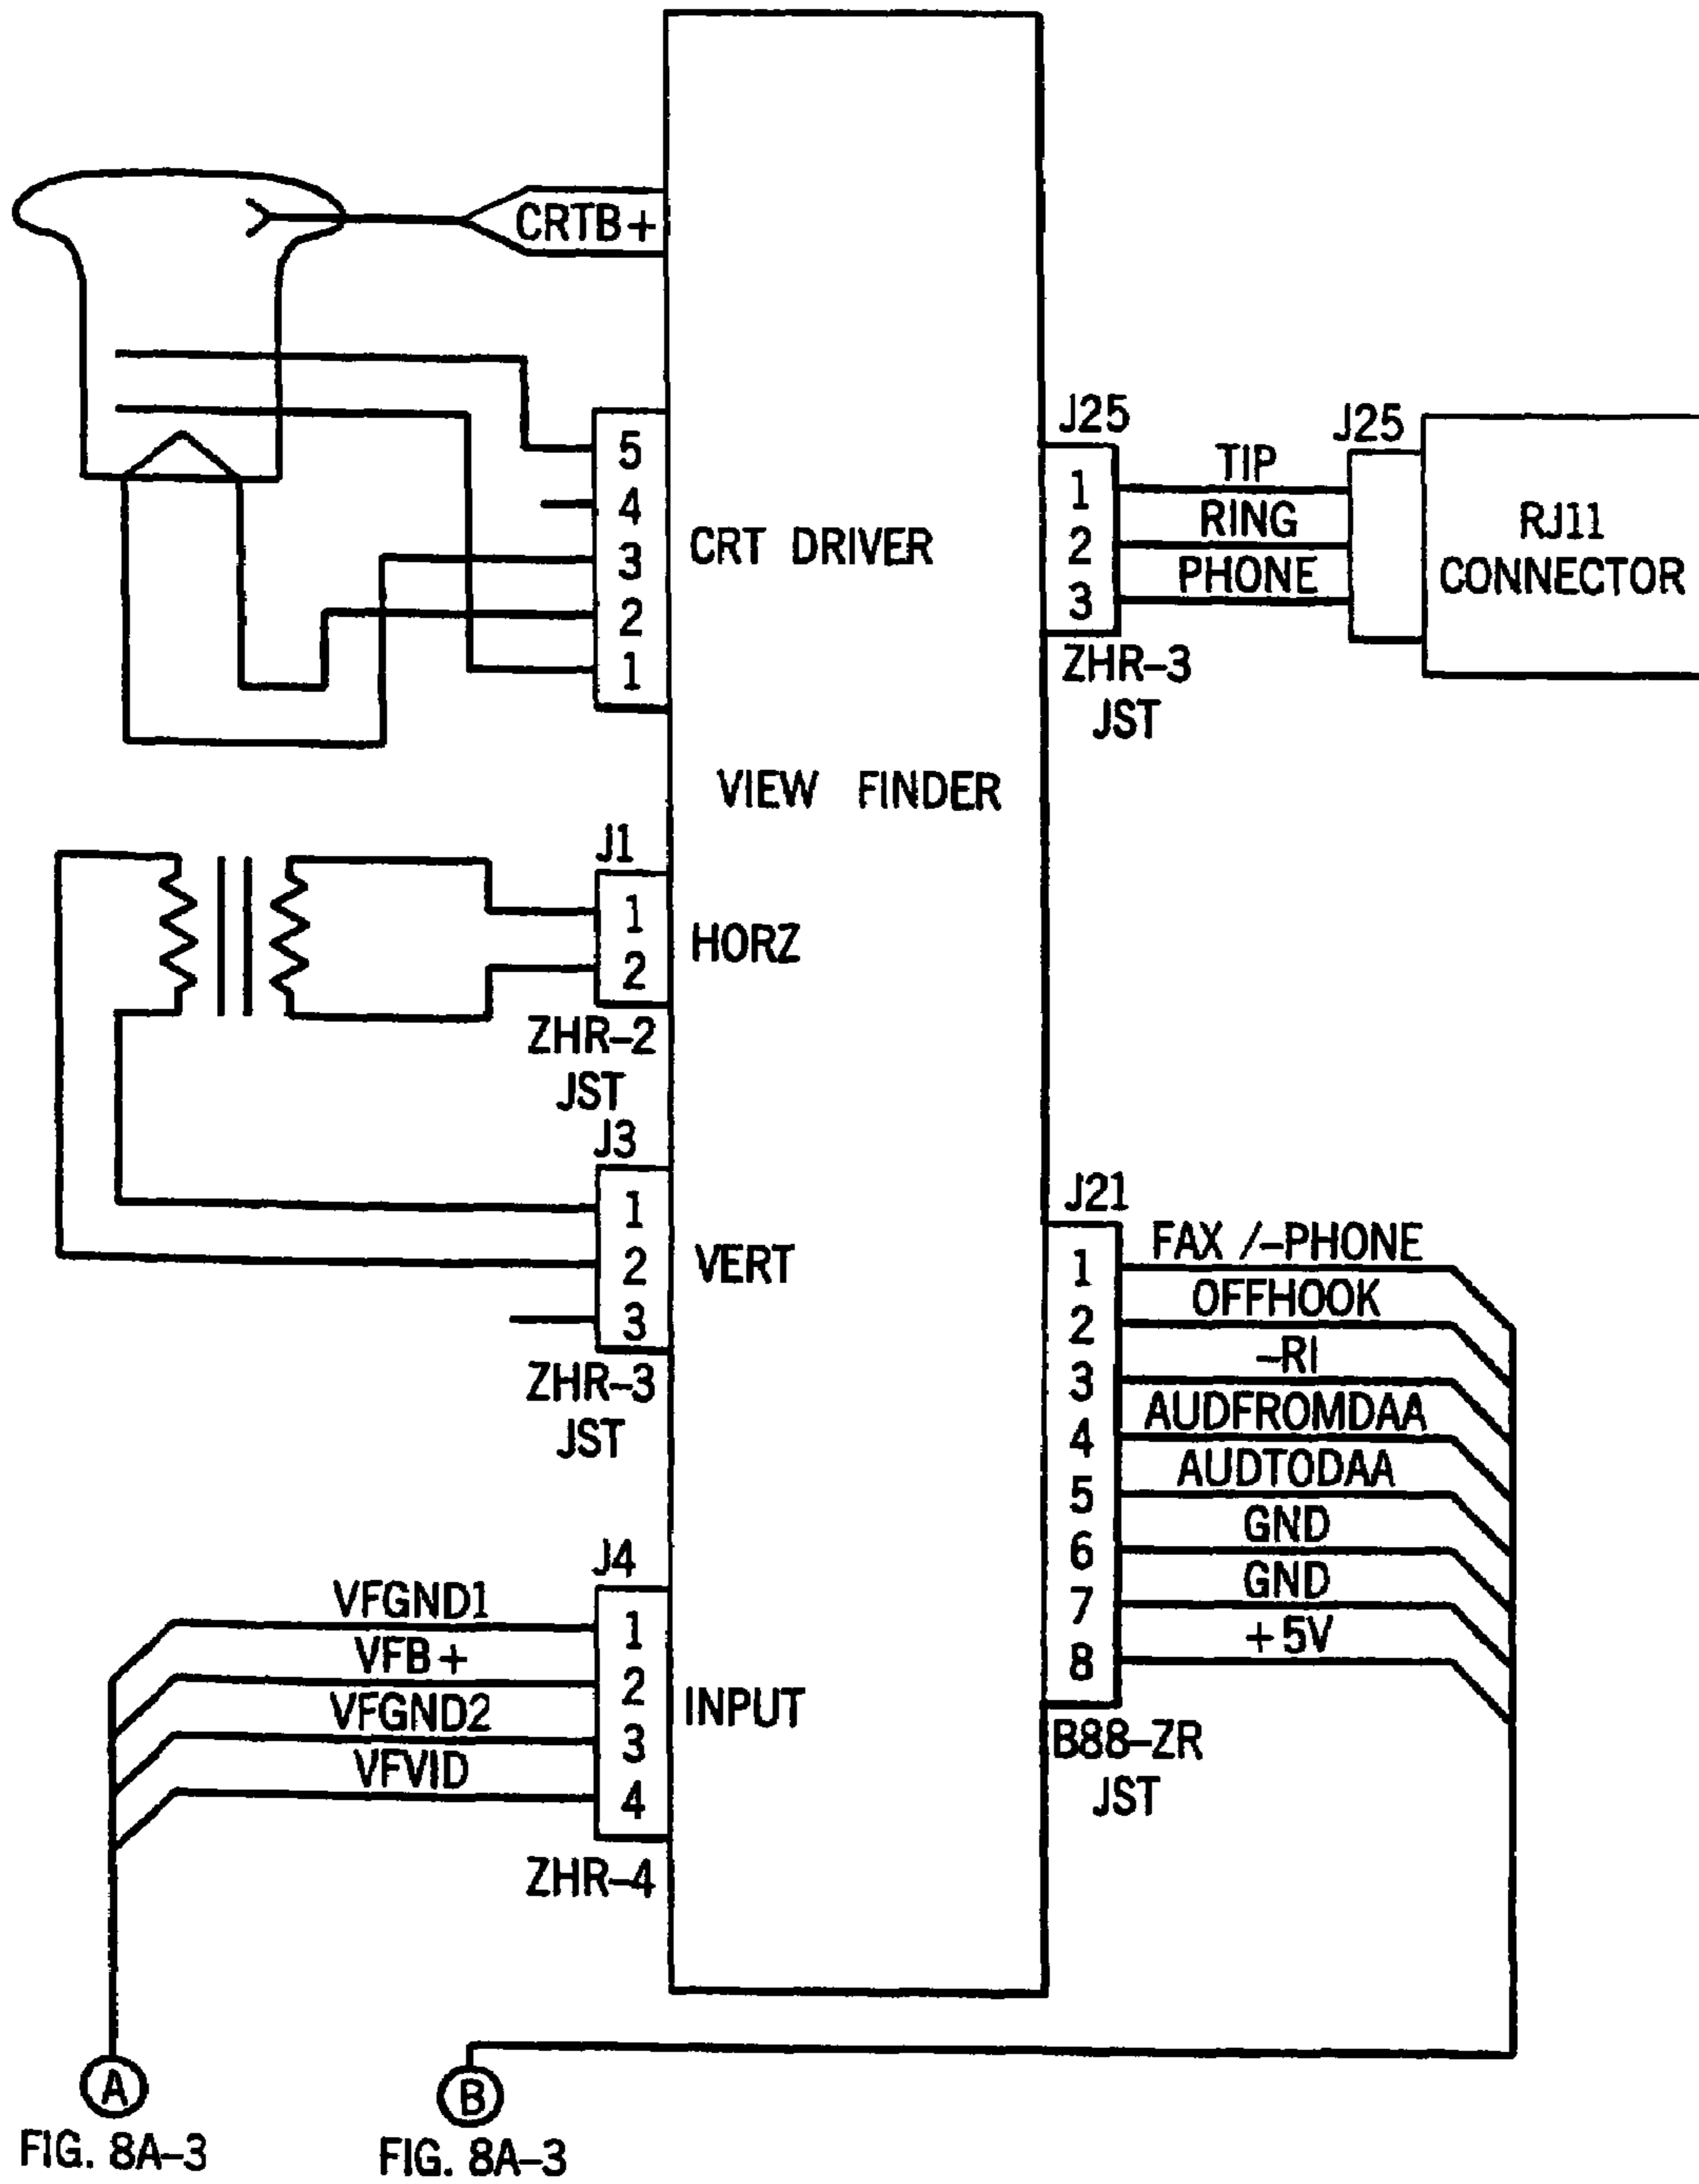 CRTB+
5
4
3
2
1
CRT DRIVER
VIEW FINDER
J1
1
2
HORZ
ZHR-2
JST
J3
1
2
3
VERT
ZHR-3
JST
J4
VFGND1
VFB+
VFGND2
VFVID
1
2
3
4
INPUT
ZHR-4
J25
1
2
3
TIP
RING
PHONE
ZHR-3
JST
J25
RJ11
CONNECTOR
J21
1
2
3
4
5
6
7
8
FAX /-PHONE
OFFHOOK
-RI
AUDFROMDAA
AUDTODAA
GND
GND
+5V
B88-ZR
JST
A
FIG. 8A-3
B
FIG. 8A-3